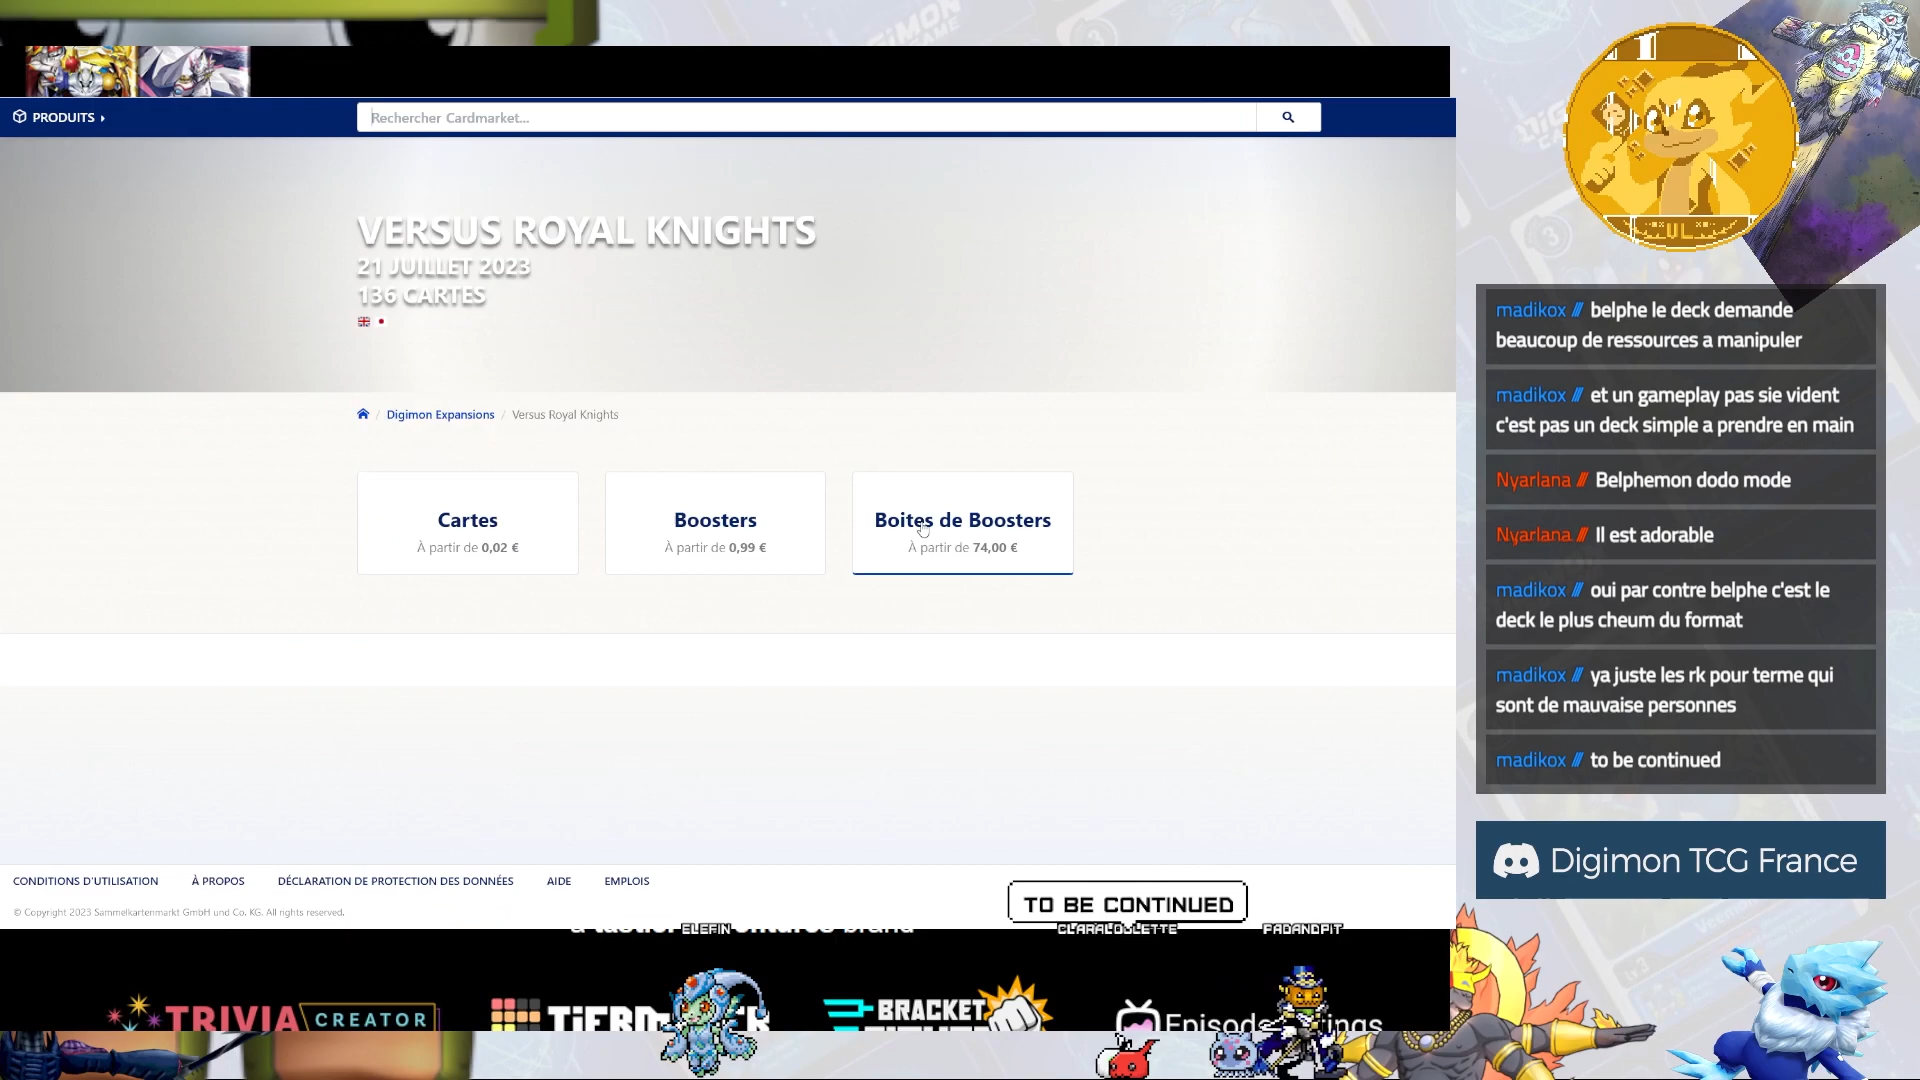 PRODUITS
Rechercher Cardmarket...
VERSUS ROYAL KNIGHTS
21 JUILLET 2023
136 CARTES
Digimon Expansions / Versus Royal Knights
Cartes
À partir de 0,02 €
Boosters
À partir de 0,99 €
Boites de Boosters
À partir de 74,00 €
CONDITIONS D'UTILISATION
À PROPOS
DÉCLARATION DE PROTECTION DES DONNÉES
AIDE
EMPLOIS
© Copyright 2023 Sammelkartenmarkt GmbH und Co. KG. All rights reserved.
TO BE CONTINUED
ELEFIN
CLARALOULETTE
PADANDPIT
TRIVIA CREATOR
BRACKET
1
madikox /// belphe le deck demande
beaucoup de ressources a manipuler
madikox /// et un gameplay pas sie vident
c'est pas un deck simple a prendre en main
Nyarlana /// Belphemon dodo mode
Nyarlana /// Il est adorable
madikox /// oui par contre belphe c'est le
deck le plus cheum du format
madikox /// ya juste les rk pour terme qui
sont de mauvaise personnes
madikox /// to be continued
Digimon TCG France